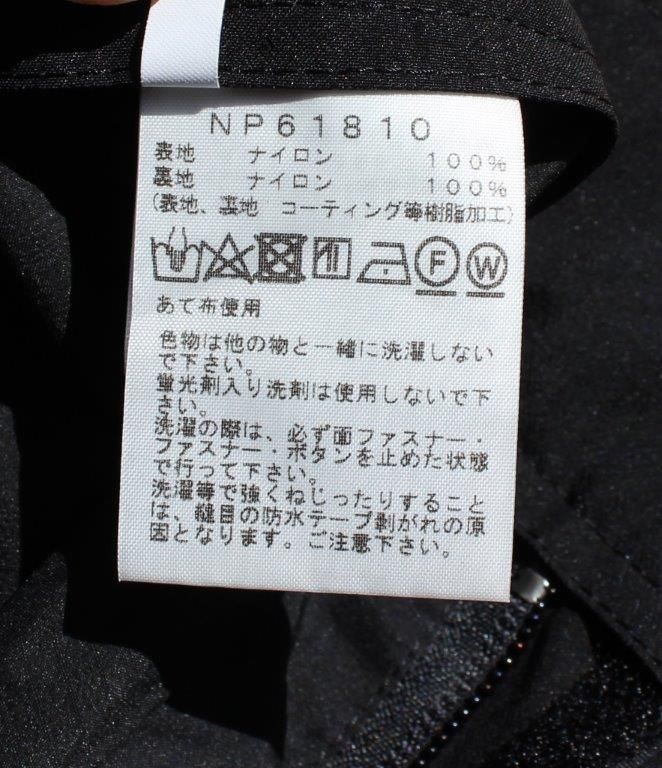 NP61810
表地 ナイロン 100%
裏地 ナイロン 100%
(表地、裏地 コーティング等樹脂加工)
F W
あて布使用
色物は他の物と一緒に洗濯しない
で下さい。
蛍光剤入り洗剤は使用しないで下
さい。
洗濯の際は、必ず面ファスナー・
ファスナー・ボタンを止めた状態
で行って下さい。
洗濯等で強くねじったりすること
は、縫目の防水テープ剥がれの原
因となります。ご注意下さい。